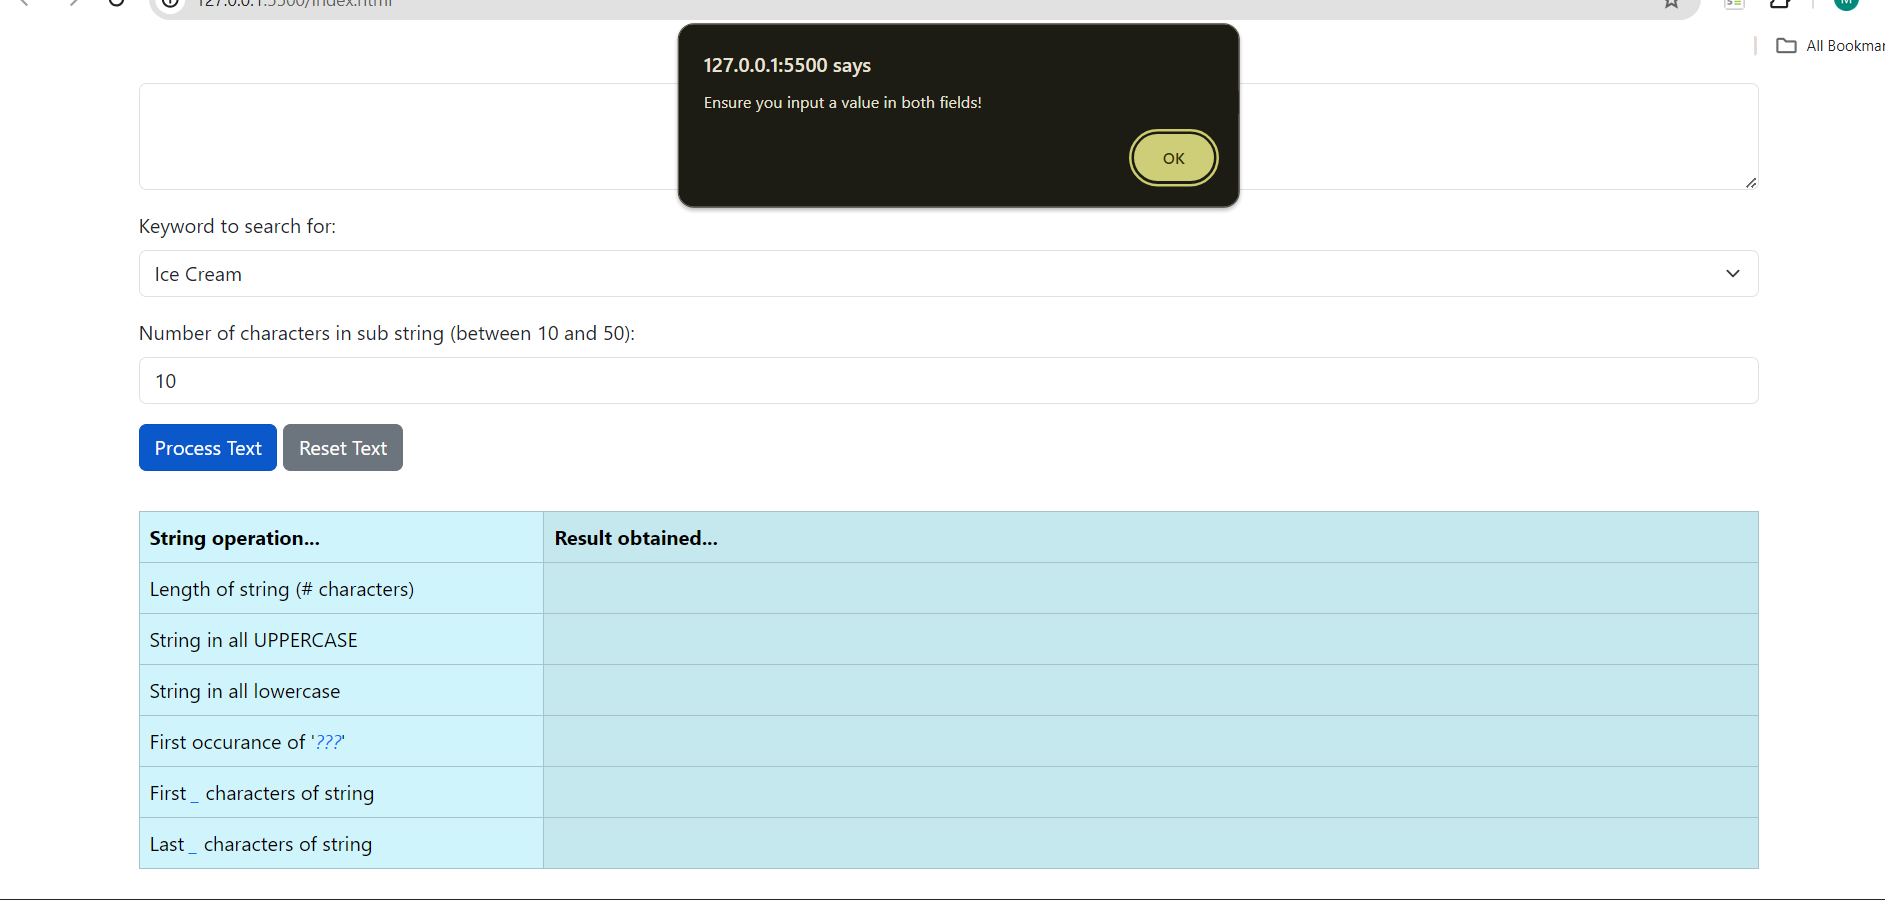 127.0.0.1:5500/index.html
All Bookmar
127.0.0.1:5500 says
Ensure you input a value in both fields!
OK
Keyword to search for:
Ice Cream
Number of characters in sub string (between 10 and 50):
10
Process Text Reset Text
String operation... Result obtained...
Length of string (# characters)
String in all UPPERCASE
String in all lowercase
First occurance of '???'
First _ characters of string
Last _ characters of string